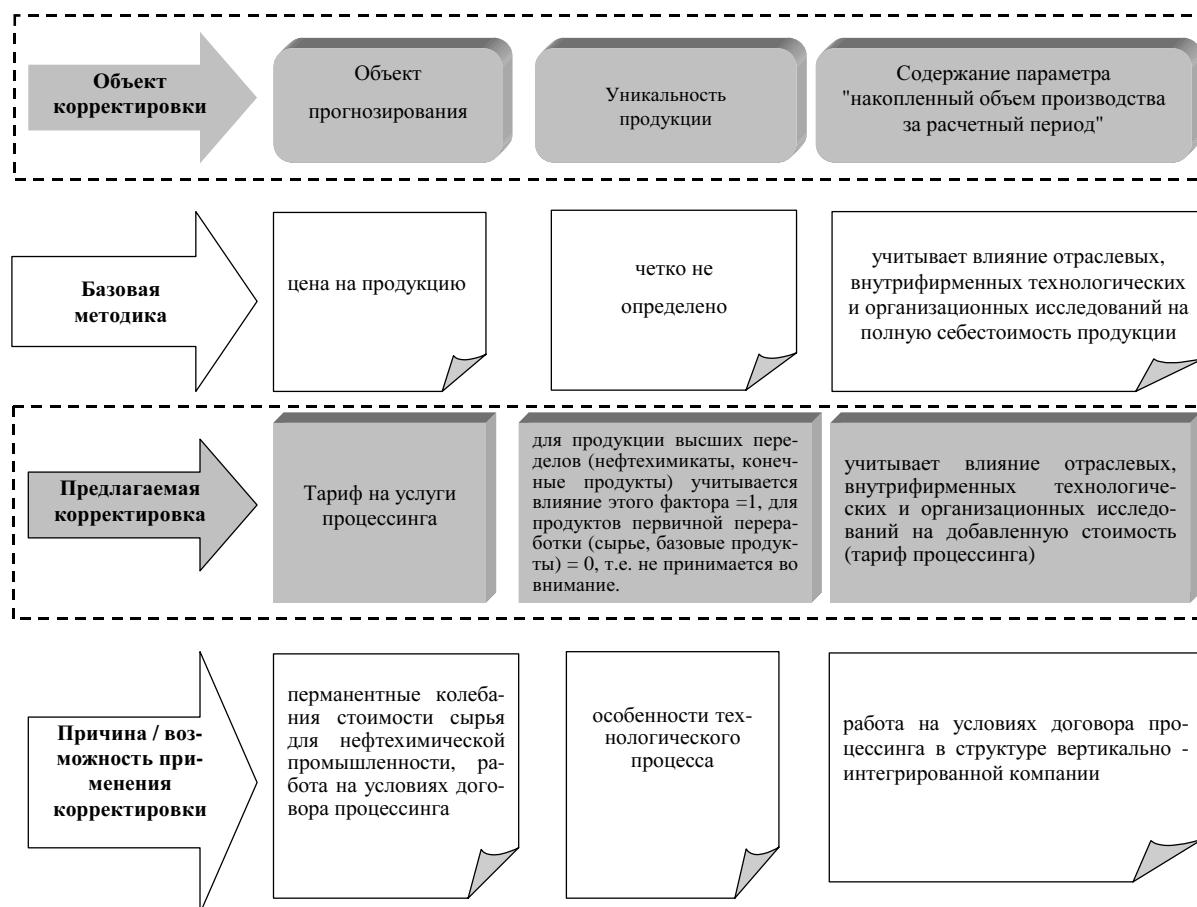 Объект
корректировки
Объект
прогнозирования
Уникальность
продукции
Содержание параметра
"накопленный объем производства
за расчетный период"
Базовая
методика
цена на продукцию
четко не
определено
учитывает влияние отраслевых,
внутрифирменных технологических
и организационных исследований на
полную себестоимость продукции
Предлагаемая
корректировка
Тариф на услуги
процессинга
для продукции высших пере-
делов (нефтехимикаты, конеч-
ные продукты) учитывается
влияние этого фактора =1, для
продуктов первичной перера-
ботки (сырье, базовые продук-
ты) = 0, т.е. не принимается во
внимание.
учитывает влияние отраслевых,
внутрифирменных технологиче-
ских и организационных исследо-
ваний на добавленную стоимость
(тариф процессинга)
Причина / воз-
можность при-
менения
корректировки
перманентные колеба-
ния стоимости сырья
для нефтехимической
промышленности, ра-
бота на условиях дого-
вора процессинга
особенности тех-
нологического
процесса
работа на условиях договора про-
цессинга в структуре вертикально -
интегрированной компании